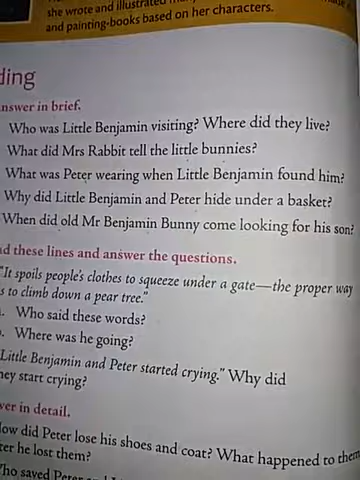 she wrote and illustrated
and painting-books based on her characters.
ding
nswer in brief.
Who was Little Benjamin visiting? Where did they live?
What did Mrs Rabbit tell the little bunnies?
What was Peter wearing when Little Benjamin found him?
Why did Little Benjamin and Peter hide under a basket?
When did old Mr Benjamin Bunny come looking for his son?
d these lines and answer the questions.
"It spoils people's clothes to squeeze under a gate—the proper way
s to climb down a pear tree."
Who said these words?
Where was he going?
Little Benjamin and Peter started crying." Why did
hey start crying?
wer in detail.
ow did Peter lose his shoes and coat? What happened to them
ter he lost them?
ho saved Peter